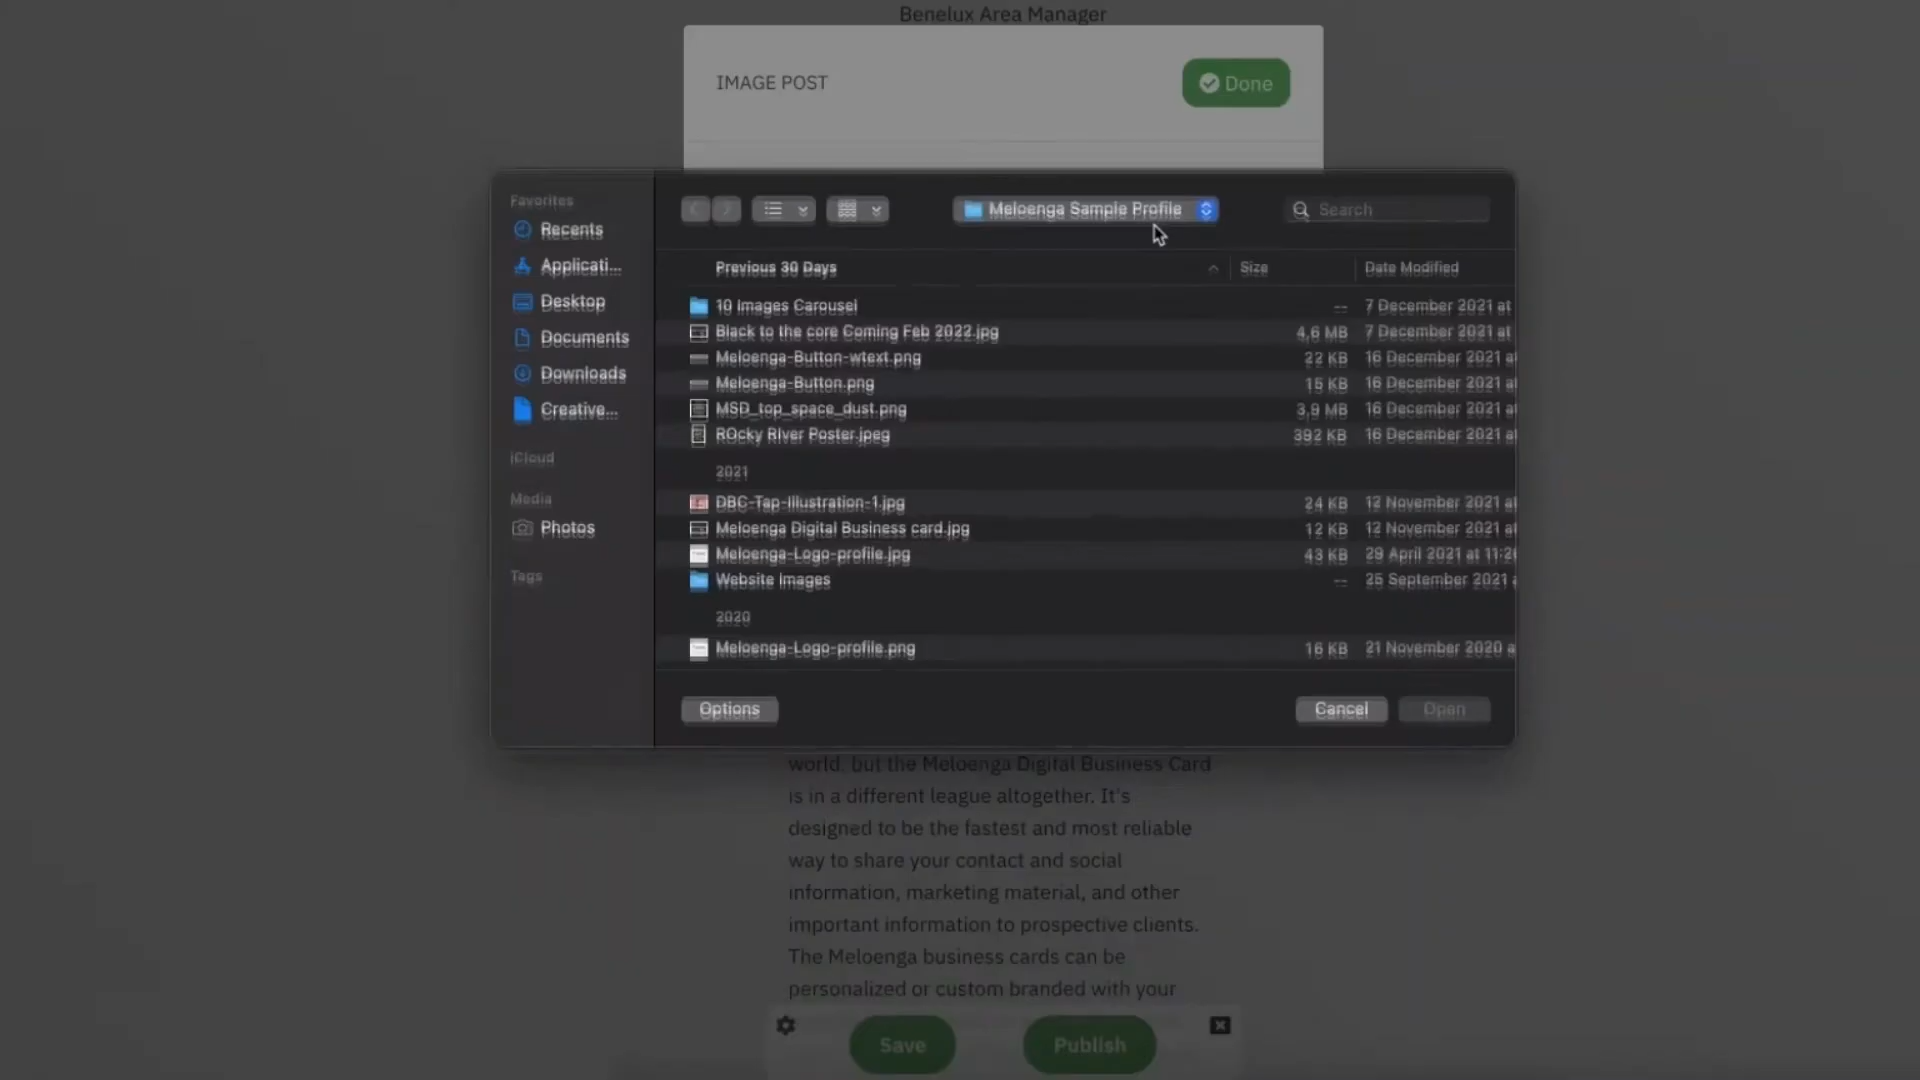 Benelux Area Manager
IMAGE POST
Done
Favorites
Recents
Applicati...
Desktop
Documents
Downloads
Creative...
iCloud
Media
Photos
Tags
Meloenga Sample Profile
Search
Previous 30 Days Size Date Modified
10 Images Carousel -- 7 December 2021 at
Black to the core Coming Feb 2022.jpg 4,6 MB 7 December 2021 at
Meloenga-Button-wtext.png 22 KB 16 December 2021 at
Meloenga-Button.png 15 KB 16 December 2021 at
MSD_top_space_dust.png 3,9 MB 16 December 2021 at
ROcky RIver Poster.jpeg 392 KB 16 December 2021 at
2021
DBC-Tap-Illustration-1.jpg 24 KB 12 November 2021 at
Meloenga Digital Business card.jpg 12 KB 12 November 2021 at
Meloenga-Logo-profile.jpg 43 KB 29 April 2021 at 11:26
Website Images -- 25 September 2021 a
2020
Meloenga-Logo-profile.png 16 KB 21 November 2020 a
Options
Cancel
Open
world, but the Meloenga Digital Business Card
is in a different league altogether. It's
designed to be the fastest and most reliable
way to share your contact and social
information, marketing material, and other
important information to prospective clients.
The Meloenga business cards can be
personalized or custom branded with your
Save
Publish